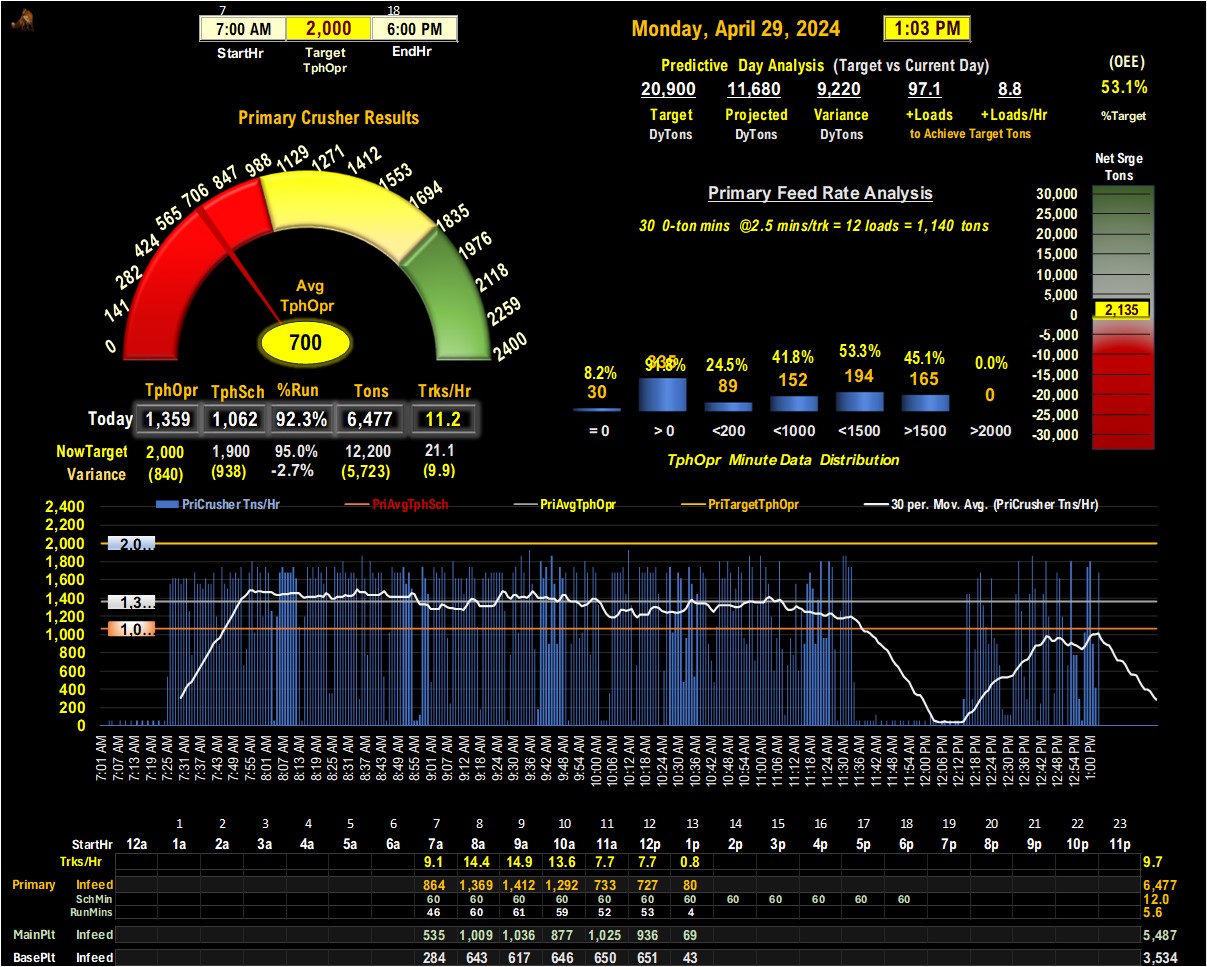 7 18
7:00 AM 2,000 6:00 PM
StartHr Target EndHr
TphOpr
Monday, April 29, 2024 1:03 PM
Predictive Day Analysis (Target vs Current Day)
20,900 11,680 9,220 97.1 8.8
Target Projected Variance +Loads +Loads/Hr
DyTons DyTons DyTons to Achieve Target Tons
(OEE)
53.1%
%Target
Primary Crusher Results
0 141 282 424 565 706 847 988 1129 1271 1412 1553 1694 1835 1976 2118 2259 2400
Avg
TphOpr
700
TphOpr TphSch %Run Tons Trks/Hr
Today 1,359 1,062 92.3% 6,477 11.2
NowTarget 2,000 1,900 95.0% 12,200 21.1
Variance (840) (938) -2.7% (5,723) (9.9)
Primary Feed Rate Analysis
30 0-ton mins @2.5 mins/trk = 12 loads = 1,140 tons
8.2% 24.5% 41.8% 53.3% 45.1% 0.0%
30 89 152 194 165 0
= 0 > 0 <200 <1000 <1500 >1500 >2000
TphOpr Minute Data Distribution
Net Srge
Tons
30,000
25,000
20,000
15,000
10,000
5,000
0 2,135
-5,000
-10,000
-15,000
-20,000
-25,000
-30,000
PriCrusher Tns/Hr PriAvgTphSch PriAvgTphOpr PriTargetTphOpr 30 per. Mov. Avg. (PriCrusher Tns/Hr)
2,400
2,200
2,000 2,0...
1,800
1,600
1,400 1,3...
1,200
1,000 1,0...
800
600
400
200
0
7:01 AM 7:07 AM 7:13 AM 7:19 AM 7:25 AM 7:31 AM 7:37 AM 7:43 AM 7:49 AM 7:55 AM 8:01 AM 8:07 AM 8:13 AM 8:19 AM 8:25 AM 8:31 AM 8:37 AM 8:43 AM 8:49 AM 8:55 AM 9:01 AM 9:06 AM 9:12 AM 9:18 AM 9:24 AM 9:30 AM 9:36 AM 9:42 AM 9:48 AM 9:54 AM 10:00 AM 10:06 AM 10:12 AM 10:18 AM 10:24 AM 10:30 AM 10:36 AM 10:42 AM 10:48 AM 10:54 AM 11:00 AM 11:06 AM 11:12 AM 11:18 AM 11:24 AM 11:30 AM 11:36 AM 11:42 AM 11:48 AM 11:54 AM 12:00 PM 12:06 PM 12:12 PM 12:18 PM 12:24 PM 12:30 PM 12:36 PM 12:42 PM 12:48 PM 12:54 PM 1:00 PM
1 2 3 4 5 6 7 8 9 10 11 12 13 14 15 16 17 18 19 20 21 22 23
StartHr 12a 1a 2a 3a 4a 5a 6a 7a 8a 9a 10a 11a 12p 1p 2p 3p 4p 5p 6p 7p 8p 9p 10p 11p
Trks/Hr 9.1 14.4 14.9 13.6 7.7 7.7 0.8 9.7
Primary Infeed 864 1,369 1,412 1,292 733 727 80 6,477
SchMin 60 60 60 60 60 60 60 60 60 60 60 60 12.0
RunMins 46 60 61 59 52 53 4 5.6
MainPlt Infeed 535 1,009 1,036 877 1,025 936 69 5,487
BasePlt Infeed 284 643 617 646 650 651 43 3,534